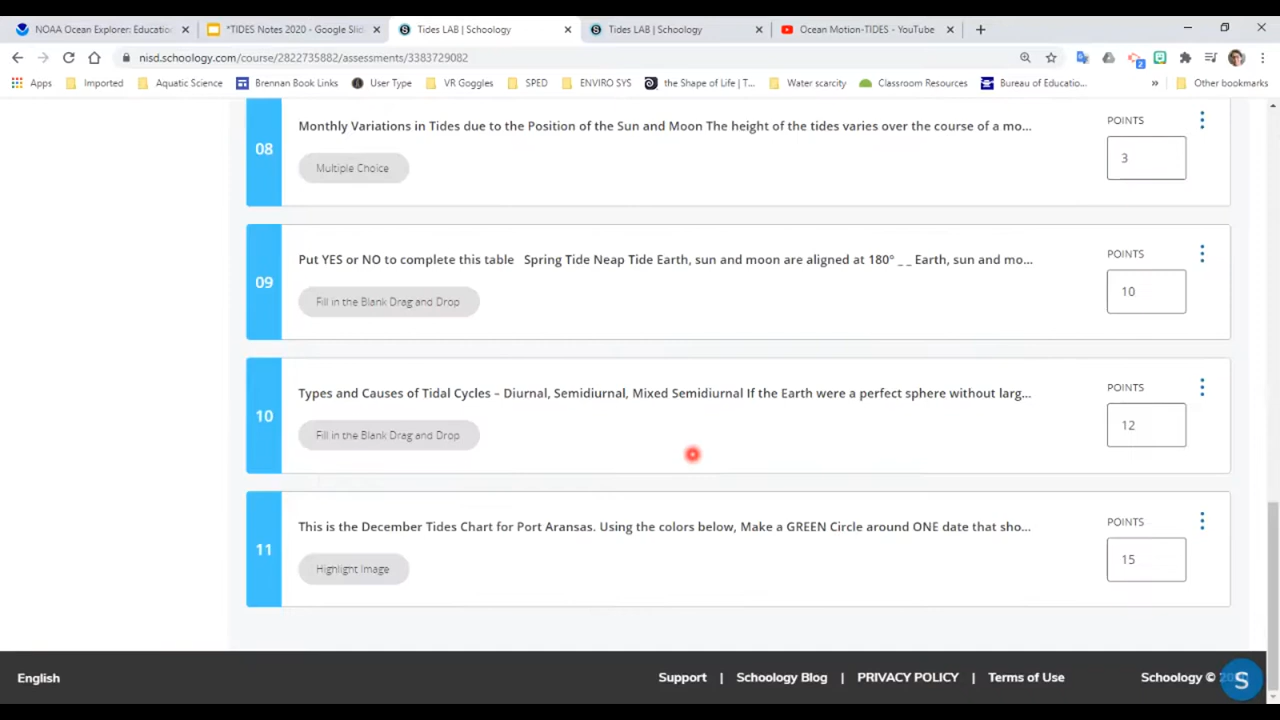 NOAA Ocean Explorer: Educatio
*TIDES Notes 2020 - Google Slid
Tides LAB | Schoology
Tides LAB | Schoology
Ocean Motion-TIDES - YouTube
nisd.schoology.com/course/2822735882/assessments/3383729082
2
Apps
Imported
Aquatic Science
Brennan Book Links
User Type
VR Goggles
SPED
ENVIRO SYS
the Shape of Life | T...
Water scarcity
Classroom Resources
Bureau of Educatio...
»
Other bookmarks
08
Monthly Variations in Tides due to the Position of the Sun and Moon The height of the tides varies over the course of a mo...
Multiple Choice
POINTS
3
09
Put YES or NO to complete this table Spring Tide Neap Tide Earth, sun and moon are aligned at 180° _ _ Earth, sun and mo...
Fill in the Blank Drag and Drop
POINTS
10
10
Types and Causes of Tidal Cycles – Diurnal, Semidiurnal, Mixed Semidiurnal If the Earth were a perfect sphere without larg...
Fill in the Blank Drag and Drop
POINTS
12
11
This is the December Tides Chart for Port Aransas. Using the colors below, Make a GREEN Circle around ONE date that sho...
Highlight Image
POINTS
15
English
Support | Schoology Blog | PRIVACY POLICY | Terms of Use
Schoology ©
S